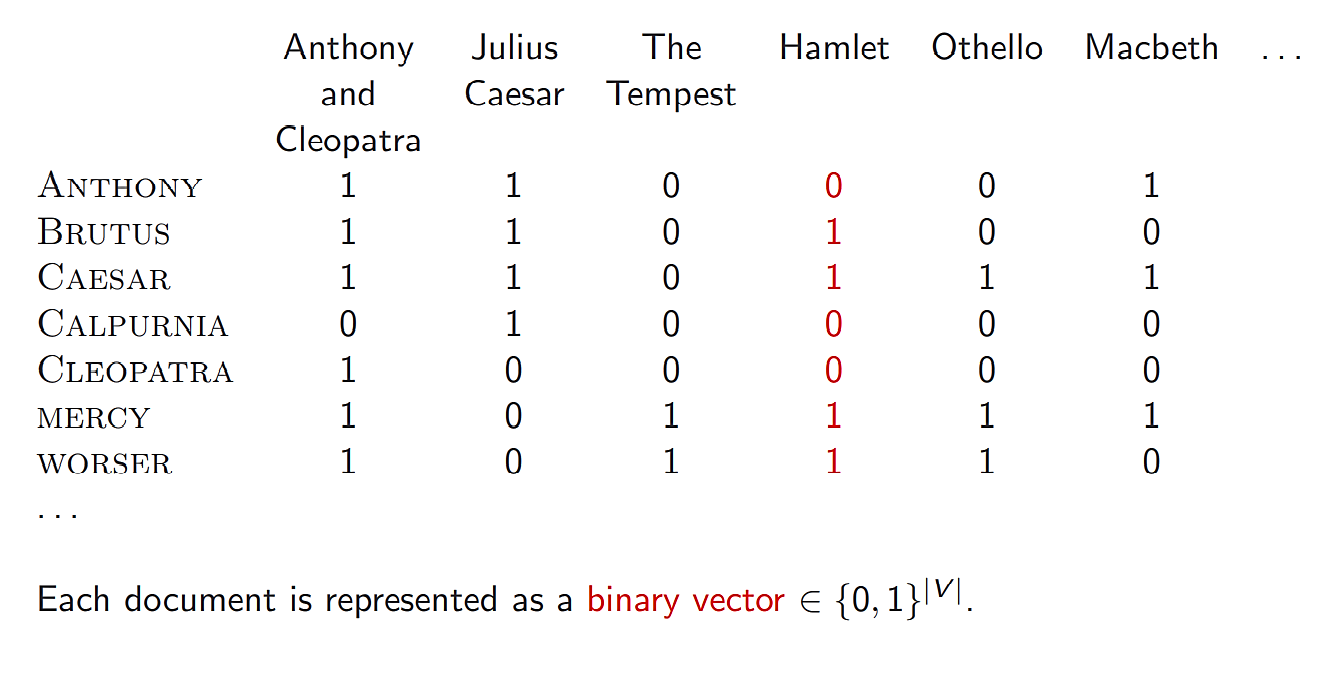 Anthony Julius The Hamlet Othello Macbeth ...
and Caesar Tempest
Cleopatra
ANTHONY 1 1 0 0 0 1
BRUTUS 1 1 0 1 0 0
CAESAR 1 1 0 1 1 1
CALPURNIA 0 1 0 0 0 0
CLEOPATRA 1 0 0 0 0 0
MERCY 1 0 1 1 1 1
WORSER 1 0 1 1 1 0
...
Each document is represented as a binary vector ∈ {0, 1}^|V|.